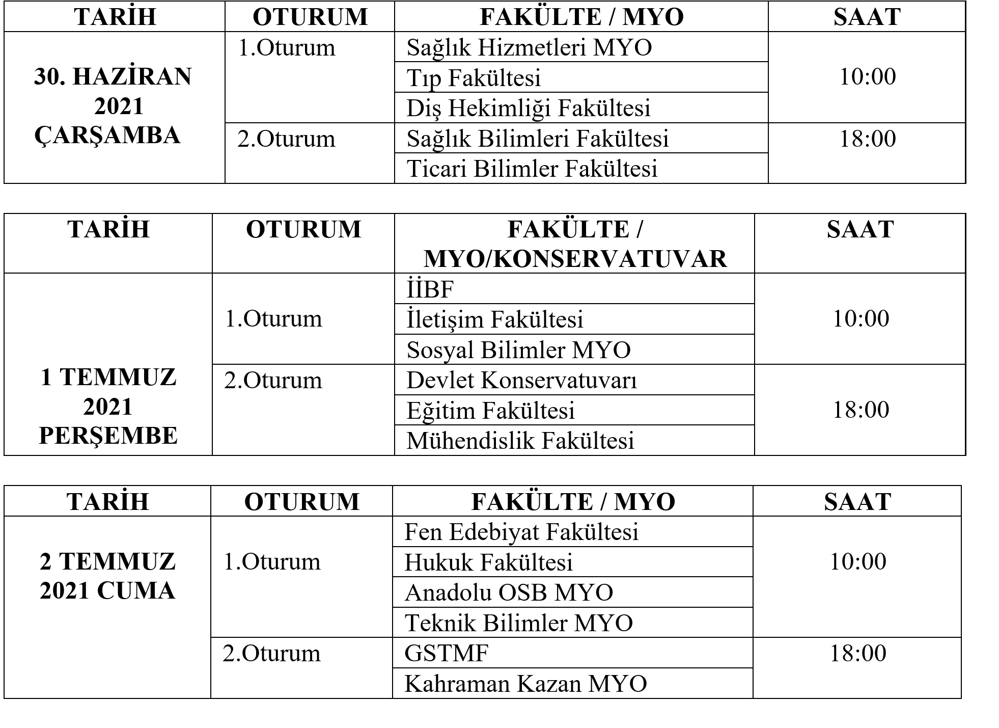 TARİH OTURUM FAKÜLTE / MYO SAAT
1.Oturum Sağlık Hizmetleri MYO
30. HAZİRAN Tıp Fakültesi 10:00
2021 Diş Hekimliği Fakültesi
ÇARŞAMBA 2.Oturum Sağlık Bilimleri Fakültesi 18:00
Ticari Bilimler Fakültesi
TARİH OTURUM FAKÜLTE / SAAT
MYO/KONSERVATUVAR
İİBF
1.Oturum İletişim Fakültesi 10:00
Sosyal Bilimler MYO
1 TEMMUZ 2.Oturum Devlet Konservatuvarı
2021 Eğitim Fakültesi 18:00
PERŞEMBE Mühendislik Fakültesi
TARİH OTURUM FAKÜLTE / MYO SAAT
Fen Edebiyat Fakültesi
2 TEMMUZ 1.Oturum Hukuk Fakültesi 10:00
2021 CUMA Anadolu OSB MYO
Teknik Bilimler MYO
2.Oturum GSTMF 18:00
Kahraman Kazan MYO